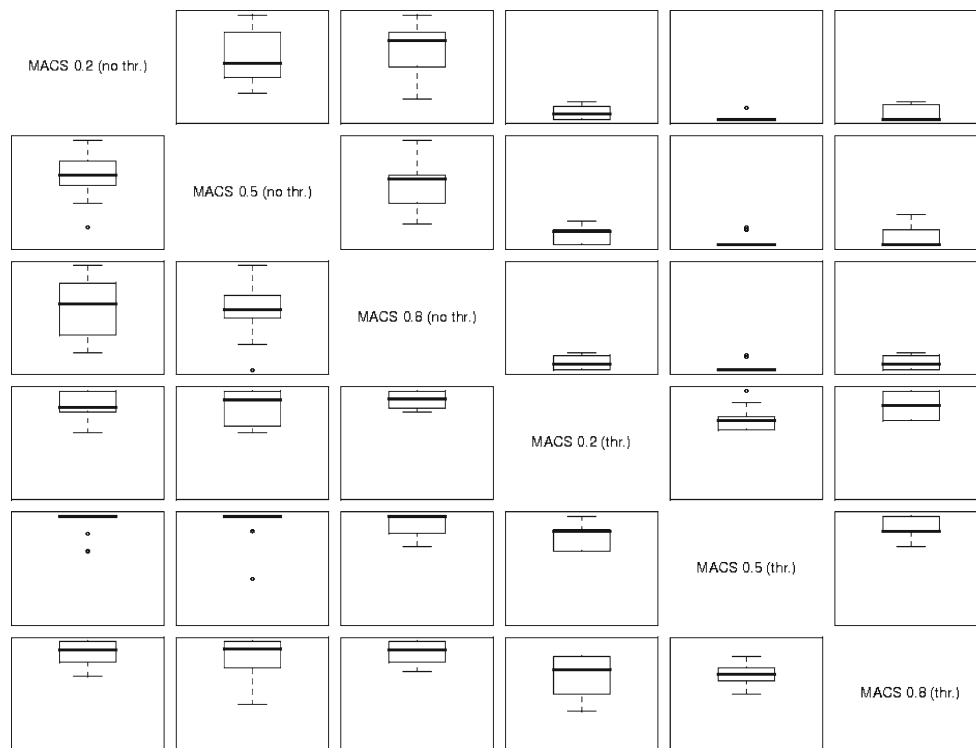 MACS 0.2 (no thr.)
MACS 0.5 (no thr.)
MACS 0.8 (no thr.)
MACS 0.2 (thr.)
MACS 0.5 (thr.)
MACS 0.8 (thr.)